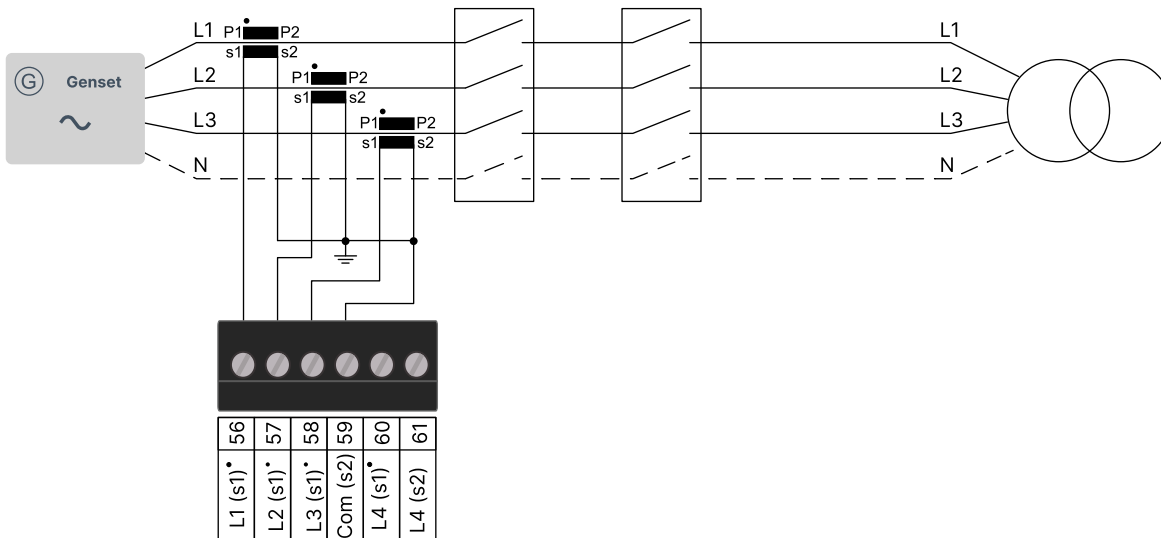 L1 P1 P2 L1
s1 s2
G Genset
L2 P1 P2 L2
s1 s2
L3 P1 P2 L3
s1 s2
N N
56 57 58 59 60 61
L1 (s1)
L2 (s1)
L3 (s1)
Com (s2)
L4 (s1)
L4 (s2)